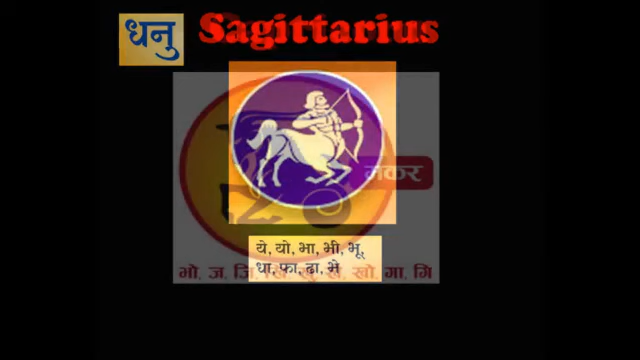 धनु Sagittarius
मकर
ये, यो, भा, भी, भू,
धा, फा, ढा, भे
भो, ज, जि, खि, खु, खे, खो, गा, गि